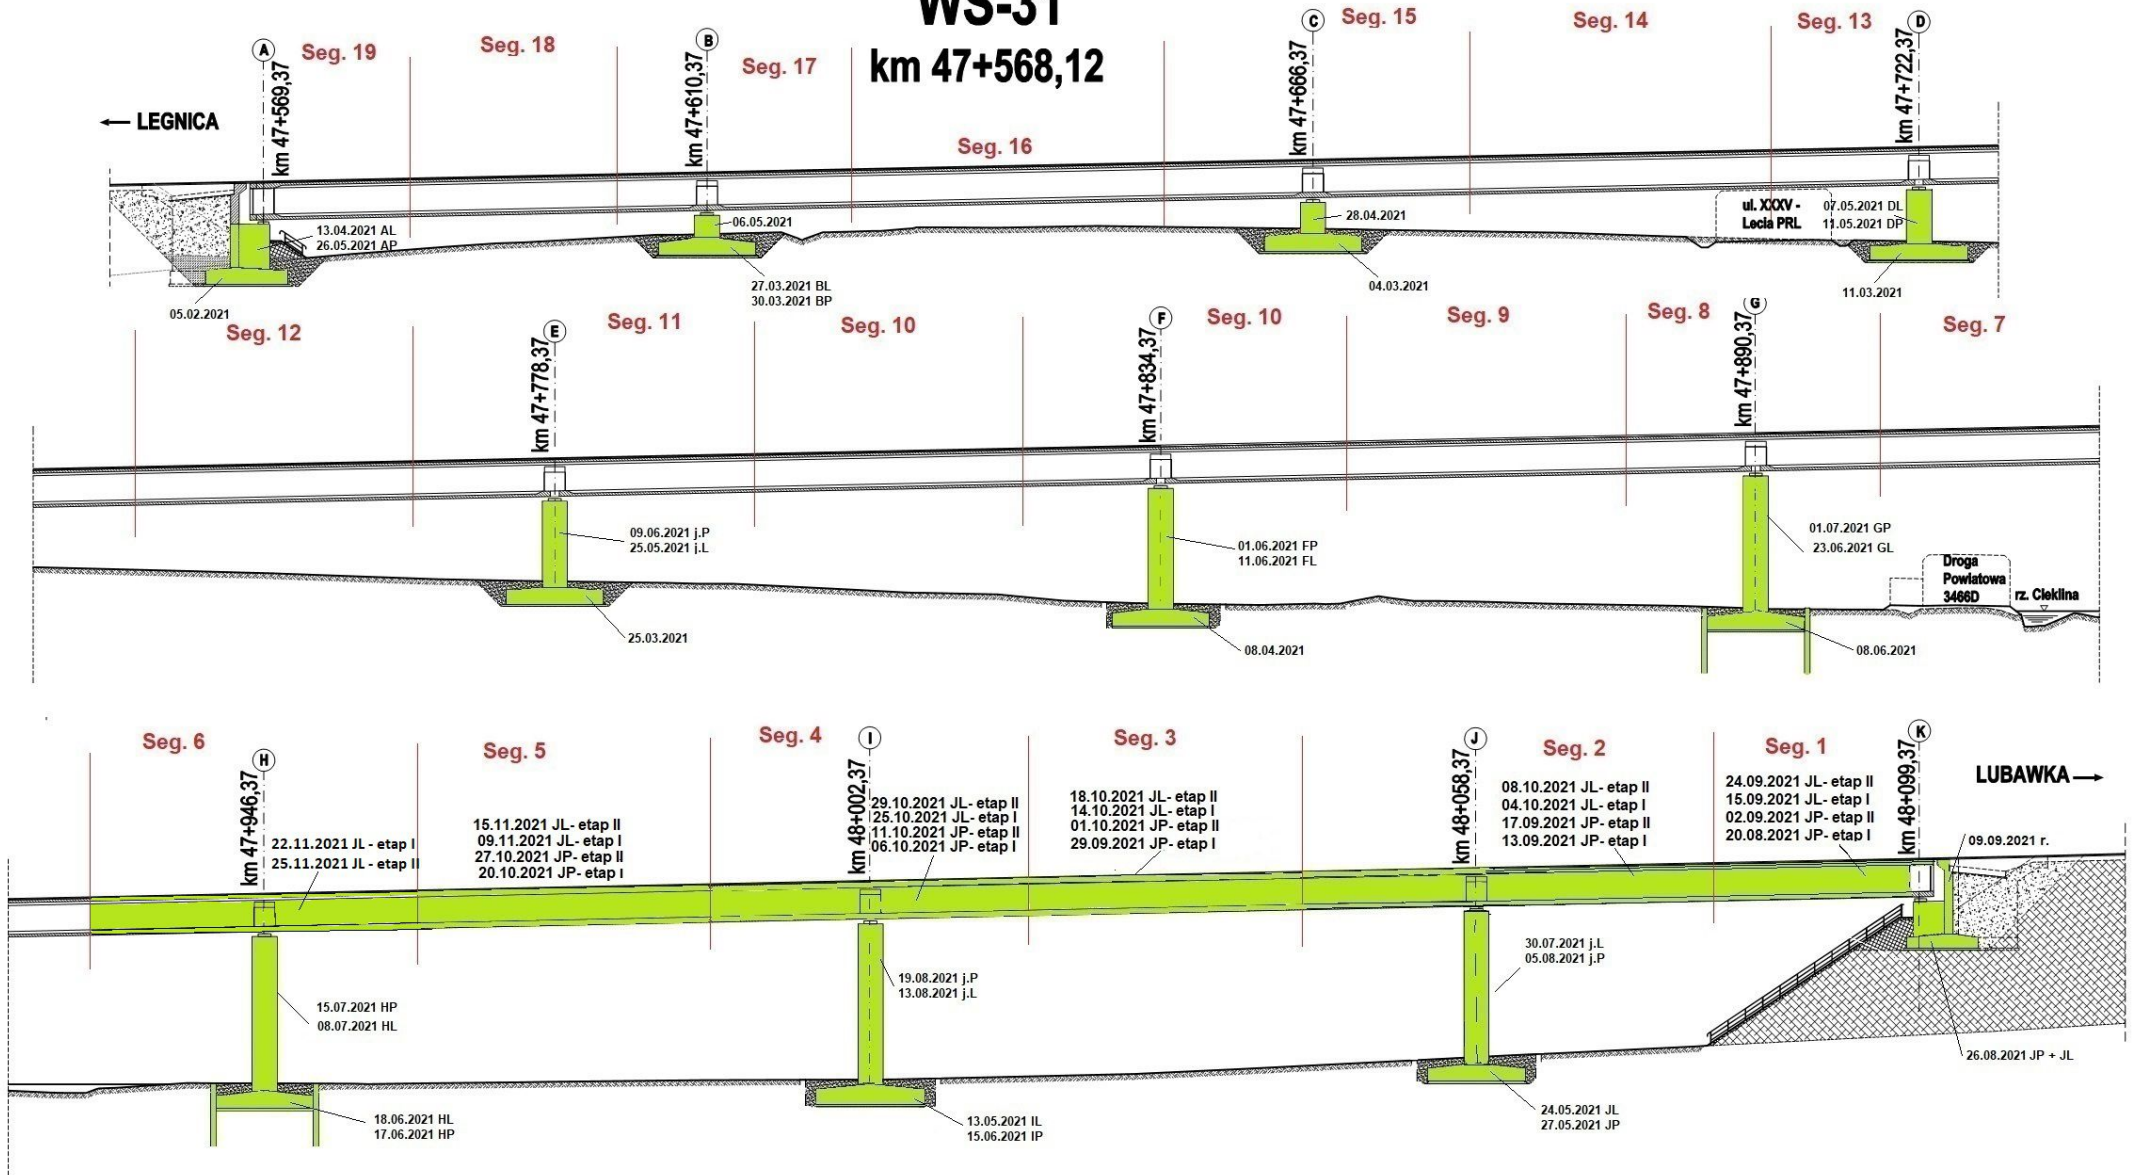 WS-31
km 47+568,12
A
Seg. 19
Seg. 18
B
Seg. 17
C
Seg. 15
Seg. 14
Seg. 13
D
km 47+569,37
km 47+610,37
km 47+666,37
km 47+722,37
← LEGNICA
Seg. 16
13.04.2021 AL
26.05.2021 AP
06.05.2021
28.04.2021
ul. XXXV -
Lecia PRL
07.05.2021 DL
11.05.2021 DP
05.02.2021
27.03.2021 BL
30.03.2021 BP
04.03.2021
11.03.2021
Seg. 12
E
Seg. 11
Seg. 10
F
Seg. 10
Seg. 9
Seg. 8
G
Seg. 7
km 47+778,37
km 47+834,37
km 47+890,37
09.06.2021 j.P
25.05.2021 j.L
01.06.2021 FP
11.06.2021 FL
01.07.2021 GP
23.06.2021 GL
Droga
Powiatowa
3466D
rz. Cieklina
25.03.2021
08.04.2021
08.06.2021
Seg. 6
H
Seg. 5
Seg. 4
I
Seg. 3
J
Seg. 2
Seg. 1
K
LUBAWKA →
km 47+946,37
km 48+002,37
km 48+058,37
km 48+099,37
22.11.2021 JL - etap I
25.11.2021 JL - etap II
15.11.2021 JL- etap II
09.11.2021 JL- etap I
27.10.2021 JP- etap II
20.10.2021 JP- etap I
29.10.2021 JL- etap II
25.10.2021 JL- etap I
11.10.2021 JP- etap II
06.10.2021 JP- etap I
18.10.2021 JL- etap II
14.10.2021 JL- etap I
01.10.2021 JP- etap II
29.09.2021 JP- etap I
08.10.2021 JL- etap II
04.10.2021 JL- etap I
17.09.2021 JP- etap II
13.09.2021 JP- etap I
24.09.2021 JL- etap II
15.09.2021 JL- etap I
02.09.2021 JP- etap II
20.08.2021 JP- etap I
09.09.2021 r.
15.07.2021 HP
08.07.2021 HL
19.08.2021 j.P
13.08.2021 j.L
30.07.2021 j.L
05.08.2021 j.P
26.08.2021 JP + JL
18.06.2021 HL
17.06.2021 HP
13.05.2021 IL
15.06.2021 IP
24.05.2021 JL
27.05.2021 JP